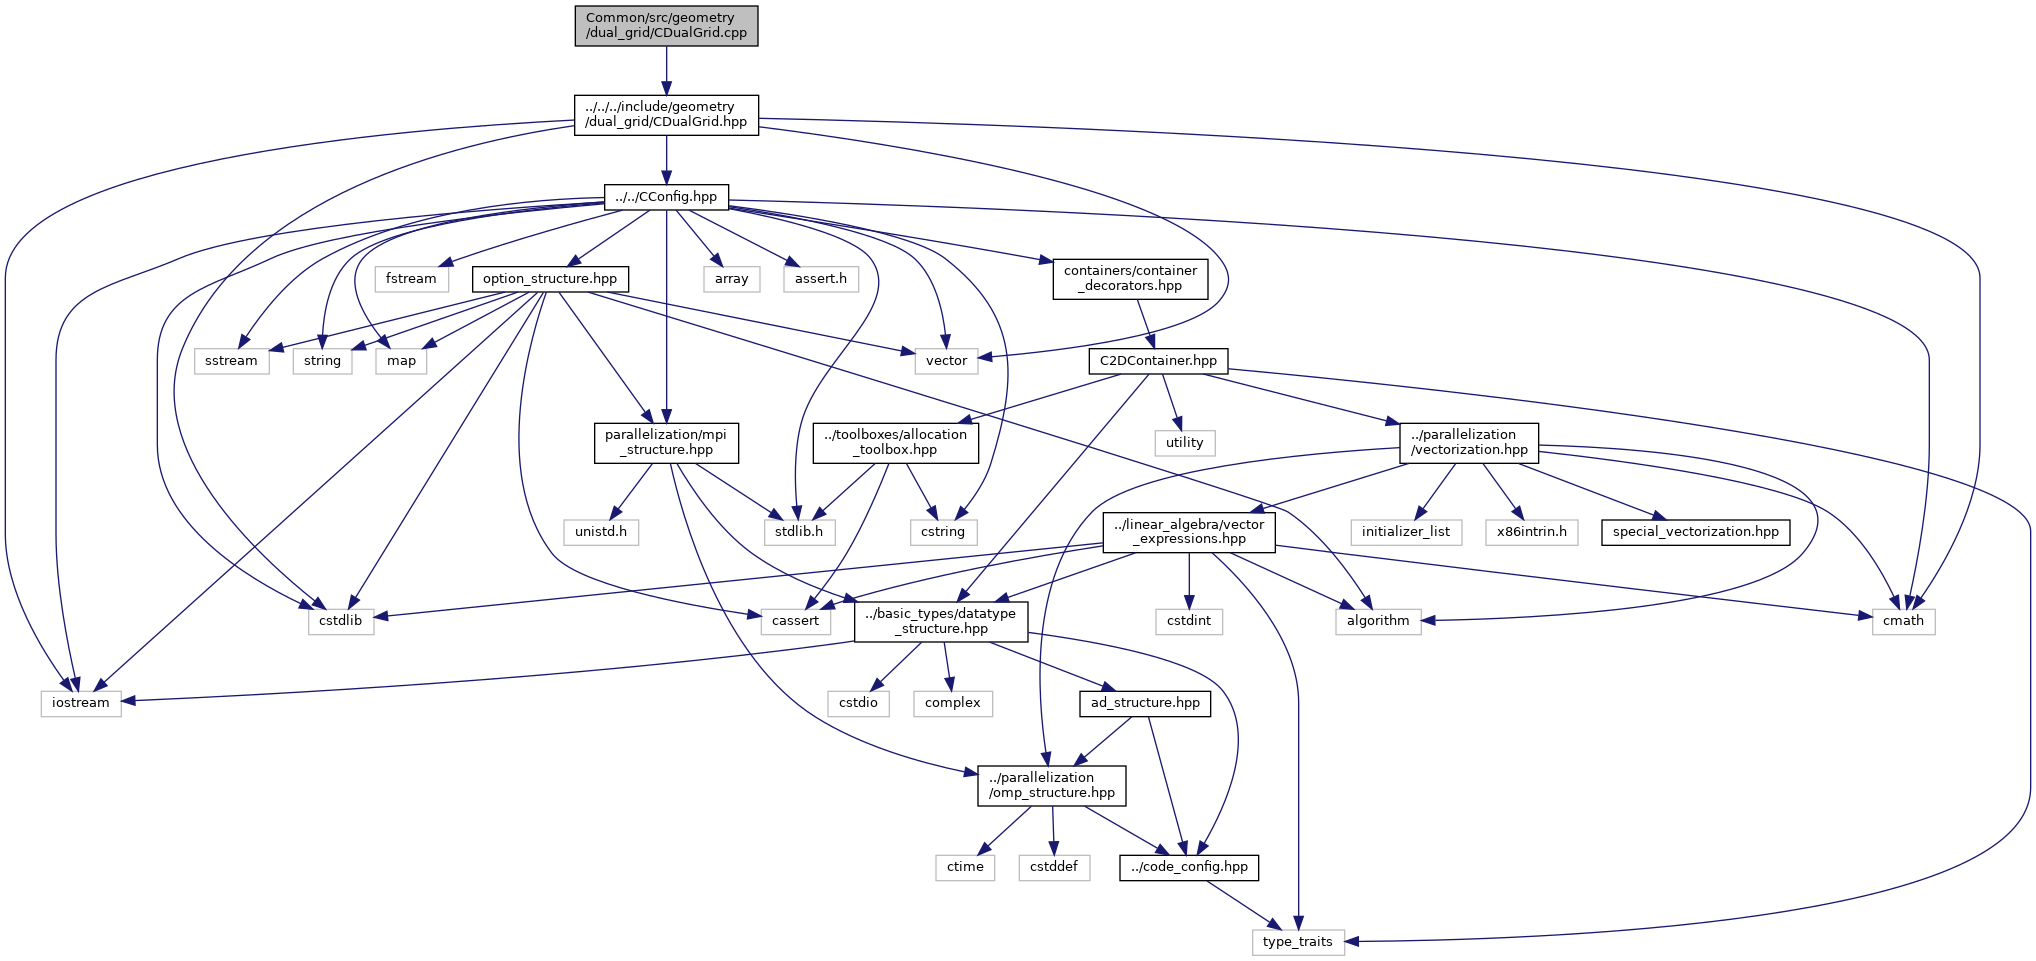 Common/src/geometry
/dual_grid/CDualGrid.cpp
../../../include/geometry
/dual_grid/CDualGrid.hpp
../../CConfig.hpp
fstream
option_structure.hpp
array
assert.h
containers/container
_decorators.hpp
sstream
string
map
vector
C2DContainer.hpp
parallelization/mpi
_structure.hpp
../toolboxes/allocation
_toolbox.hpp
utility
../parallelization
/vectorization.hpp
unistd.h
stdlib.h
cstring
../linear_algebra/vector
_expressions.hpp
initializer_list
x86intrin.h
special_vectorization.hpp
cstdlib
cassert
../basic_types/datatype
_structure.hpp
cstdint
algorithm
cmath
iostream
cstdio
complex
ad_structure.hpp
../parallelization
/omp_structure.hpp
ctime
cstddef
../code_config.hpp
type_traits